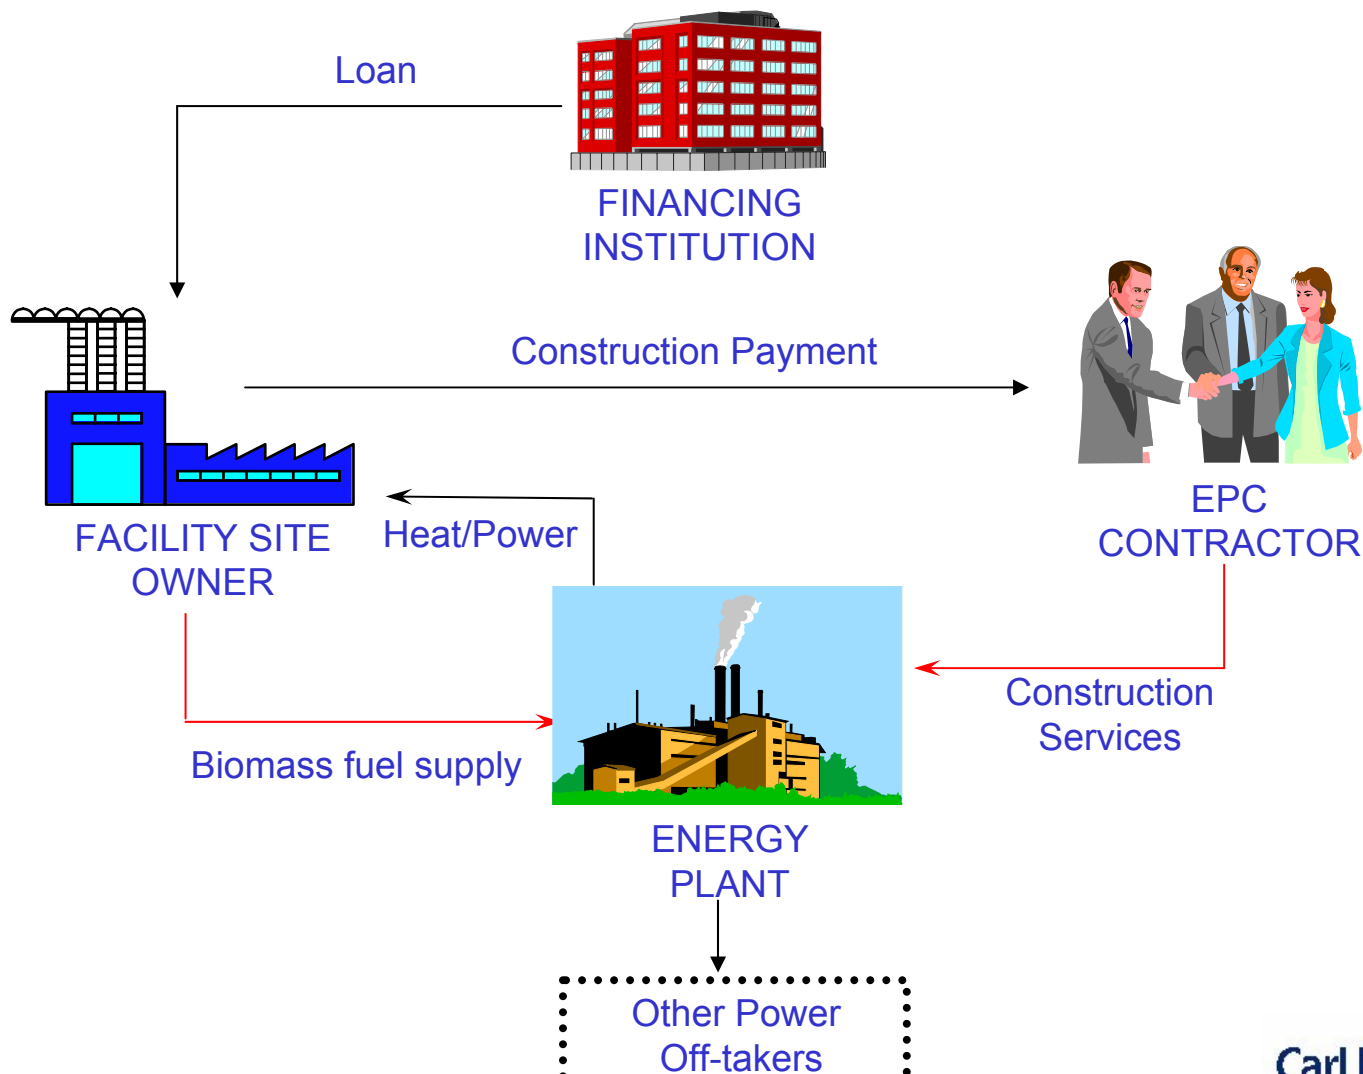 Loan
FINANCING
INSTITUTION
Construction Payment
EPC
CONTRACTOR
FACILITY SITE
OWNER
Heat/Power
Construction
Services
Biomass fuel supply
ENERGY
PLANT
Other Power
Off-takers